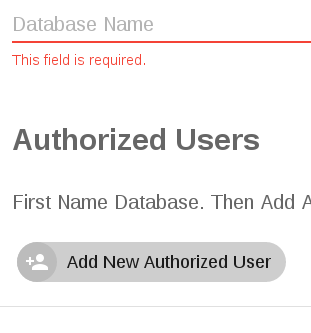 Database Name
This field is required.
Authorized Users
First Name Database. Then Add
Add New Authorized User